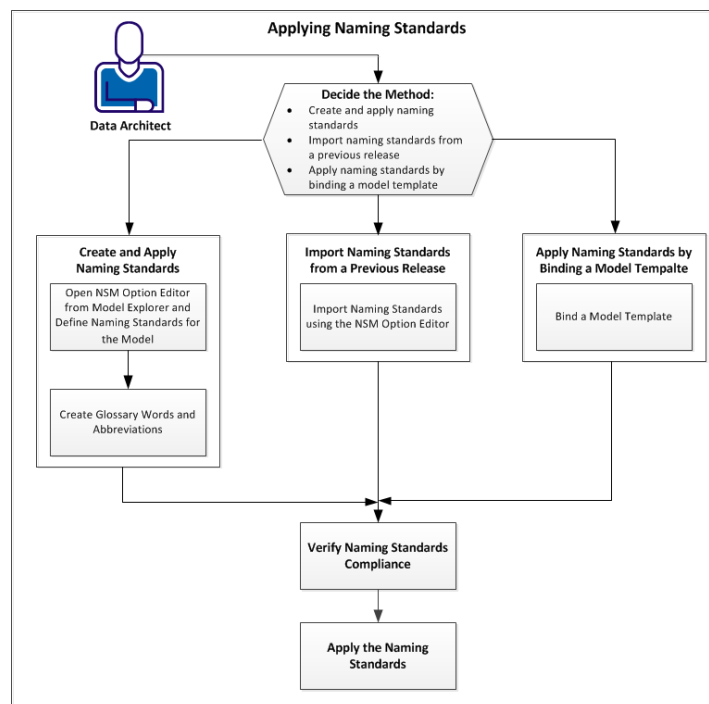 Applying Naming Standards
Data Architect
Decide the Method:
• Create and apply naming
standards
• Import naming standards from
a previous release
• Apply naming standards by
binding a model template
Create and Apply
Naming Standards
Open NSM Option Editor
from Model Explorer and
Define Naming Standards for
the Model
Create Glossary Words and
Abbreviations
Import Naming Standards
from a Previous Release
Import Naming Standards
using the NSM Option Editor
Apply Naming Standards by
Binding a Model Tempalte
Bind a Model Template
Verify Naming Standards
Compliance
Apply the Naming
Standards